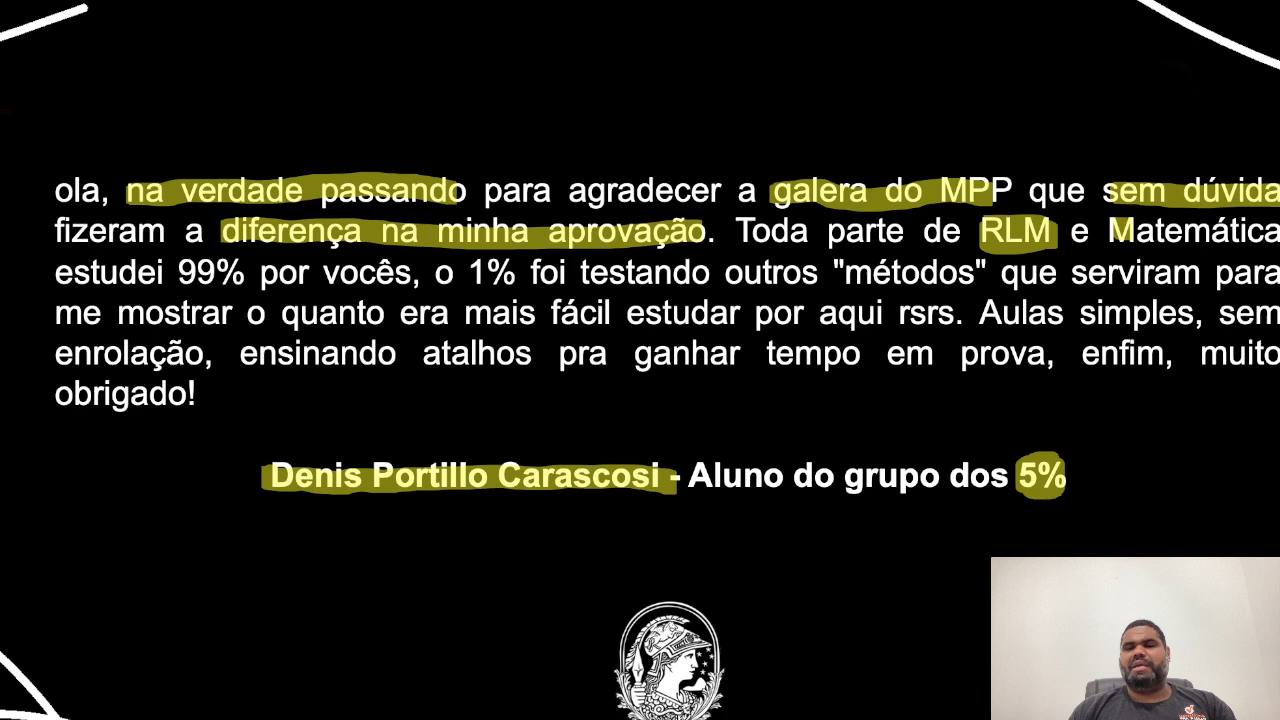 ola, na verdade passando para agradecer a galera do MPP que sem dúvida
fizeram a diferença na minha aprovação. Toda parte de RLM e Matemática
estudei 99% por vocês, o 1% foi testando outros "métodos" que serviram para
me mostrar o quanto era mais fácil estudar por aqui rsrs. Aulas simples, sem
enrolação, ensinando atalhos pra ganhar tempo em prova, enfim, muito
obrigado!
Denis Portillo Carascosi - Aluno do grupo dos 5%